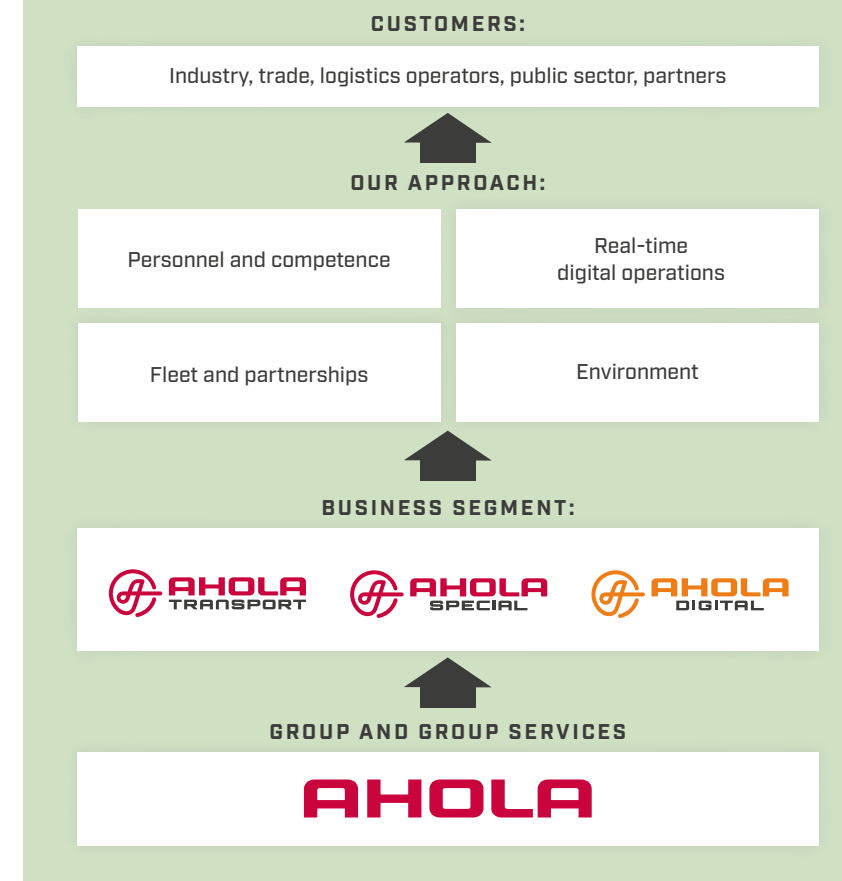 CUSTOMERS:
Industry, trade, logistics operators, public sector, partners
OUR APPROACH:
Personnel and competence
Real-time
digital operations
Fleet and partnerships
Environment
BUSINESS SEGMENT:
AHOLA
TRANSPORT
AHOLA
SPECIAL
AHOLA
DIGITAL
GROUP AND GROUP SERVICES
AHOLA